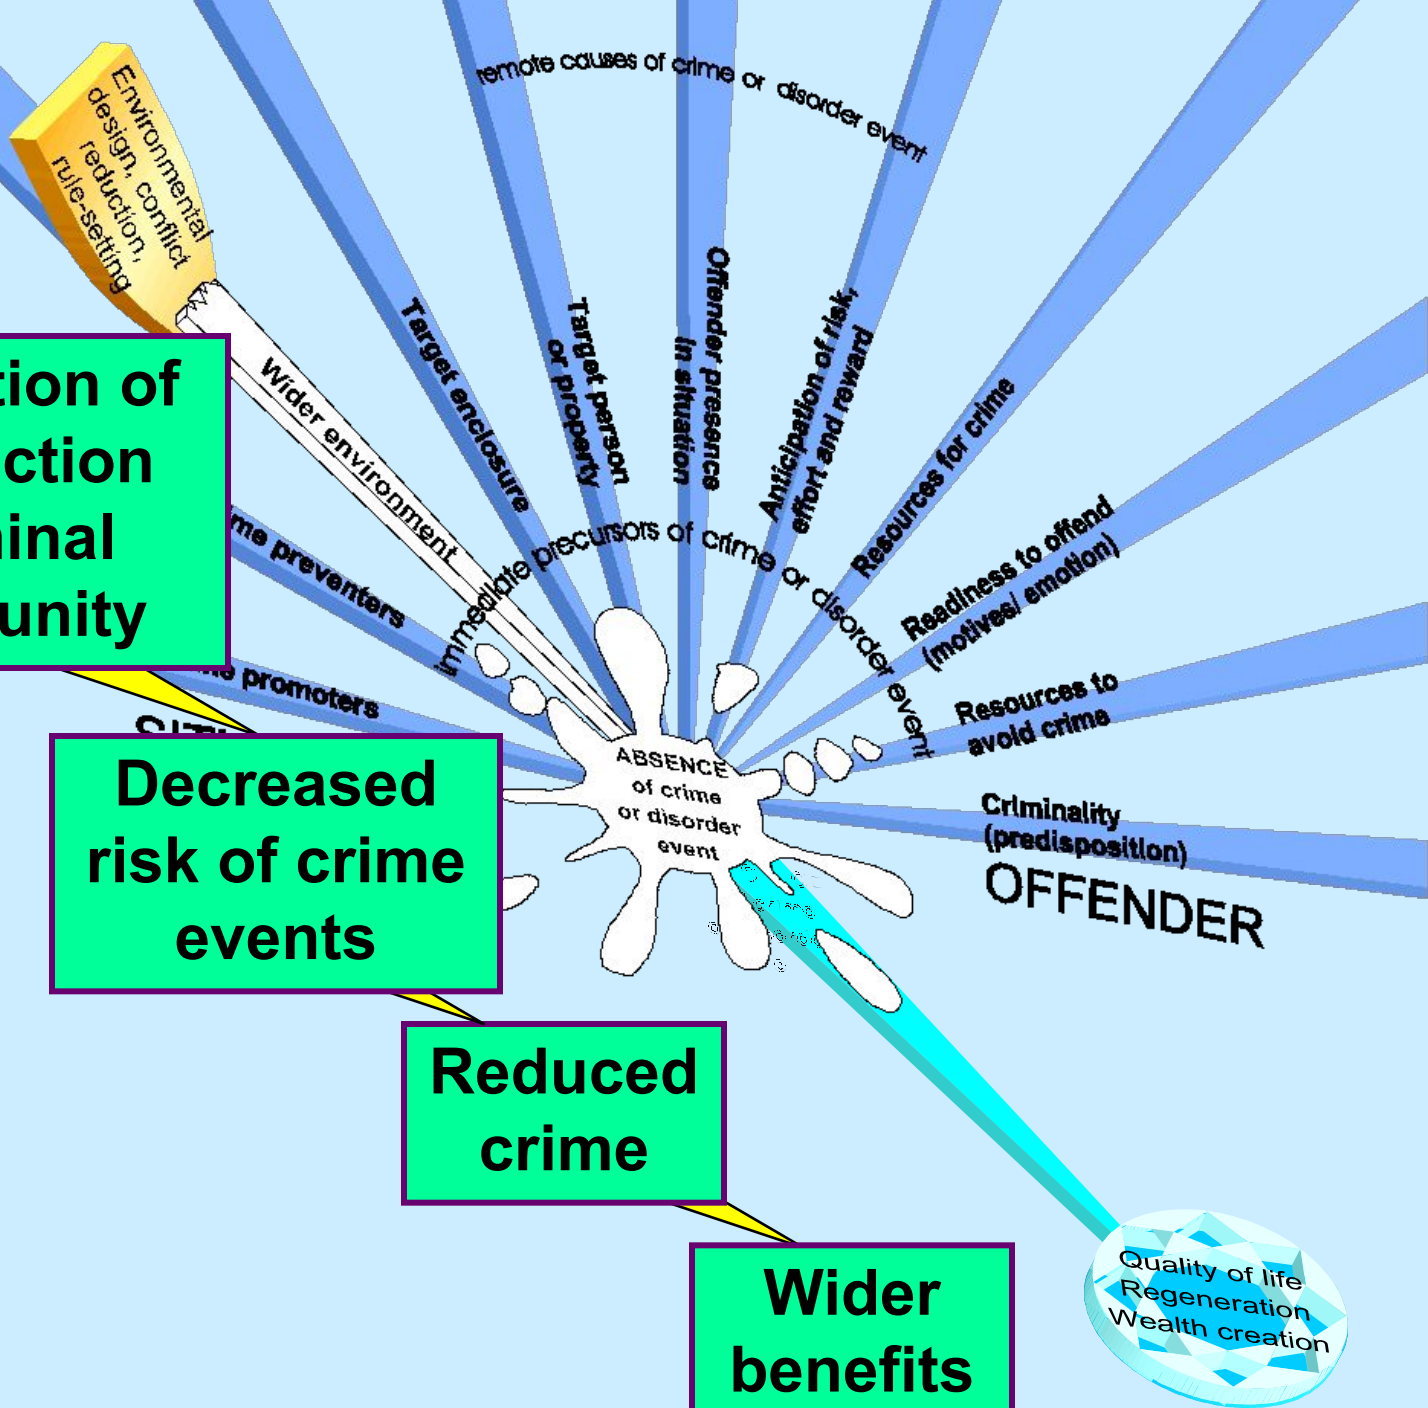 remote causes of crime or disorder event
Environmental
design, conflict
reduction,
rule-setting
Wider environment
Target enclosure
Target person
or property
Offender presence
in situation
Anticipation of risk,
effort and reward
Resources for crime
Readiness to offend
(motives/ emotion)
Resources to
avoid crime
Criminality
(predisposition)
OFFENDER
immediate precursors of crime or disorder event
tion of
ction
inal
unity
me preventers
promoters
ABSENCE
of crime
or disorder
event
Decreased
risk of crime
events
Reduced
crime
Wider
benefits
Quality of life
Regeneration
Wealth creation